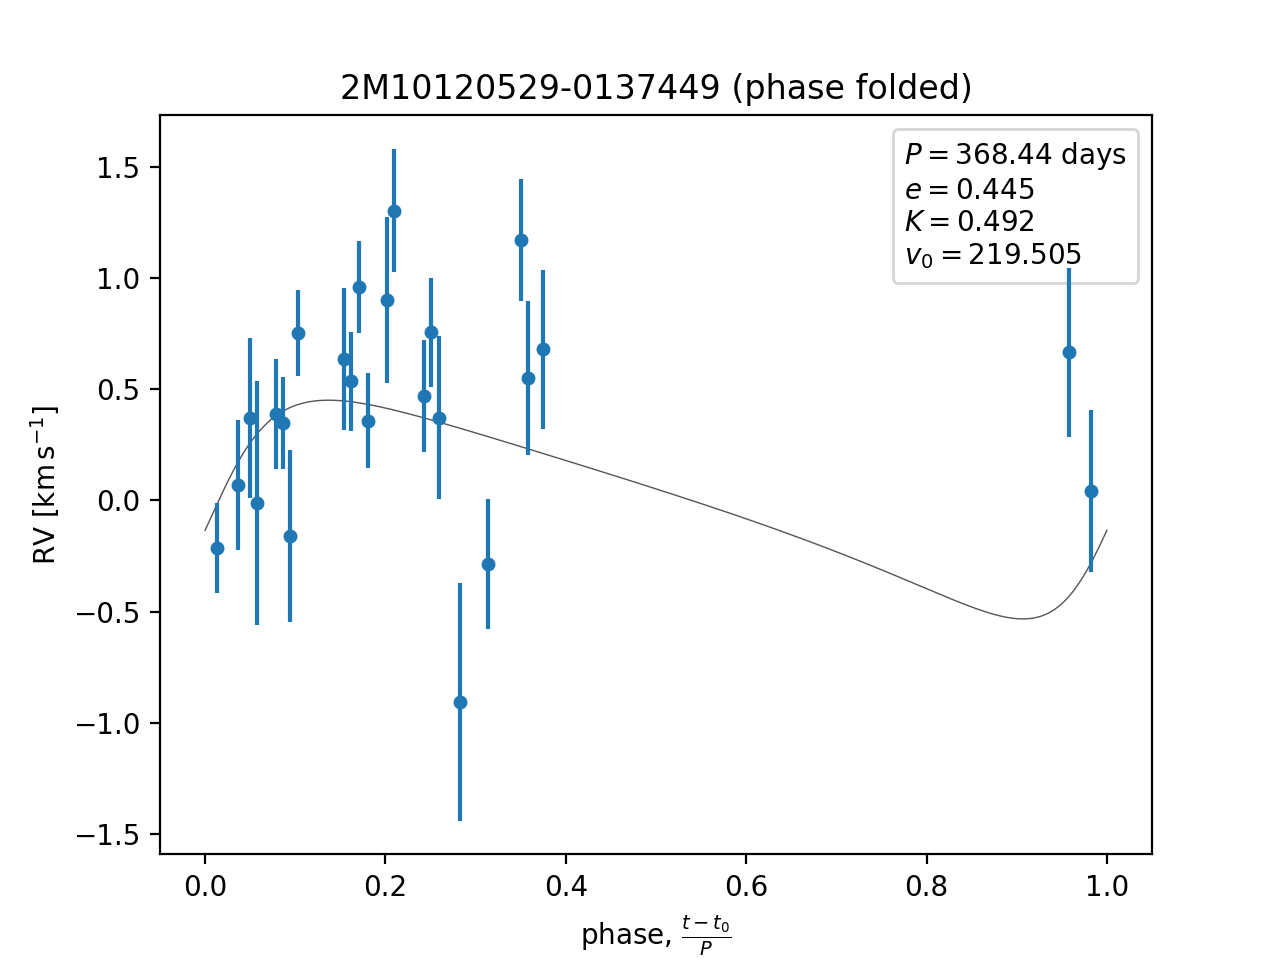 2M10120529-0137449 (phase folded)
P = 368.44 days
e = 0.445
K = 0.492
v₀ = 219.505
1.5
1.0
0.5
0.0
−0.5
−1.0
−1.5
RV [km s⁻¹]
0.0 0.2 0.4 0.6 0.8 1.0
phase, (t − t₀)/P